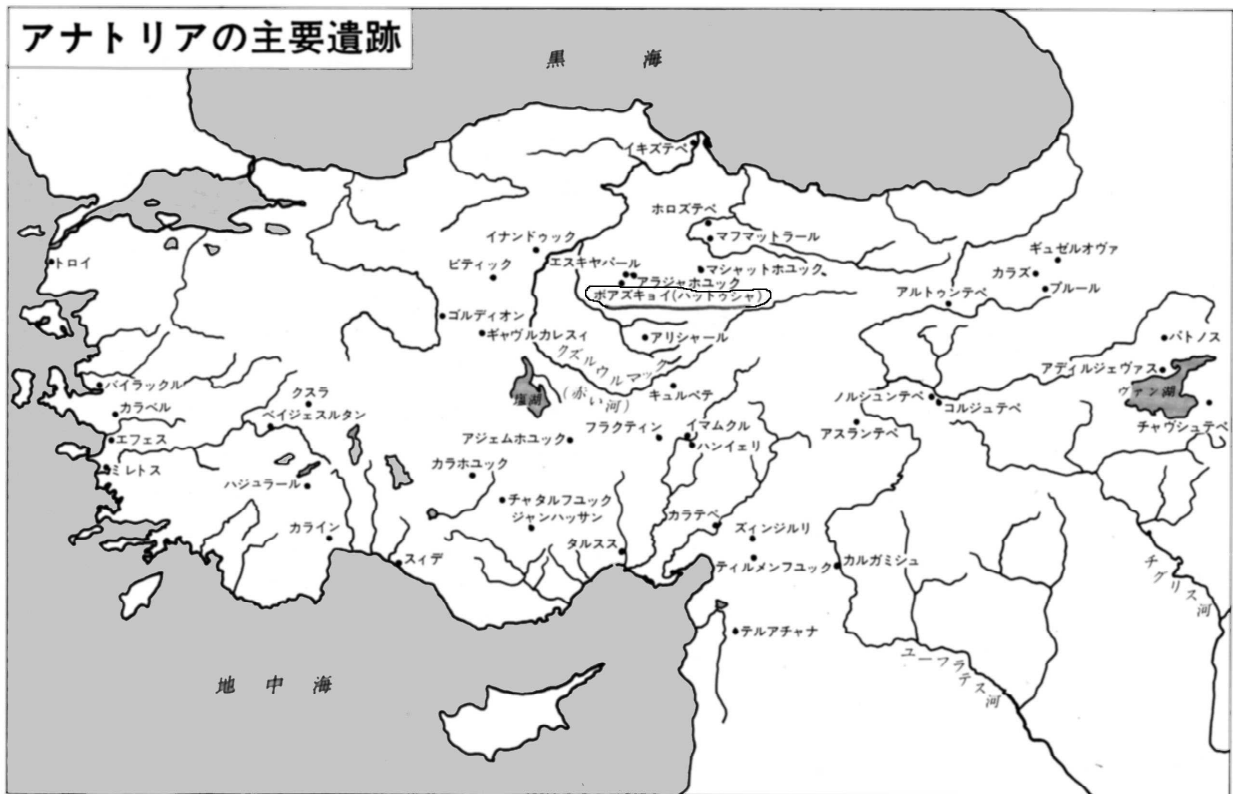 アナトリアの主要遺跡
黒海
イキズテペ
ホロズテペ
マフマットラール
イナンドゥック
エスキヤパール
マシャットホユック
ギュゼルオヴァ
トロイ
ビティック
アラジャホユック
カラズ
ボアズキョイ(ハットゥシャ)
アルトゥンテペ
ブルール
ゴルディオン
ギャヴルカレスィ
アリシャール
パトノス
クズルウルマック
(赤い河)
アディルジェヴァス
バイラックル
クスラ
塩湖
キュルペテ
ノルシュンテペ
コルジュテペ
ヴァン湖
カラベル
ベイジェスルタン
フラクティン
イマムクル
アスランテペ
チャヴシュテペ
エフェス
アジェムホユック
ハンイェリ
ミレトス
カラホユック
ハジュラール
チャタルフユック
ジャンハッサン
カラテペ
カライン
タルスス
ズィンジルリ
スィデ
ティルメンフユック
カルガミシュ
チグリス河
テルアチャナ
ユーフラテス河
地中海